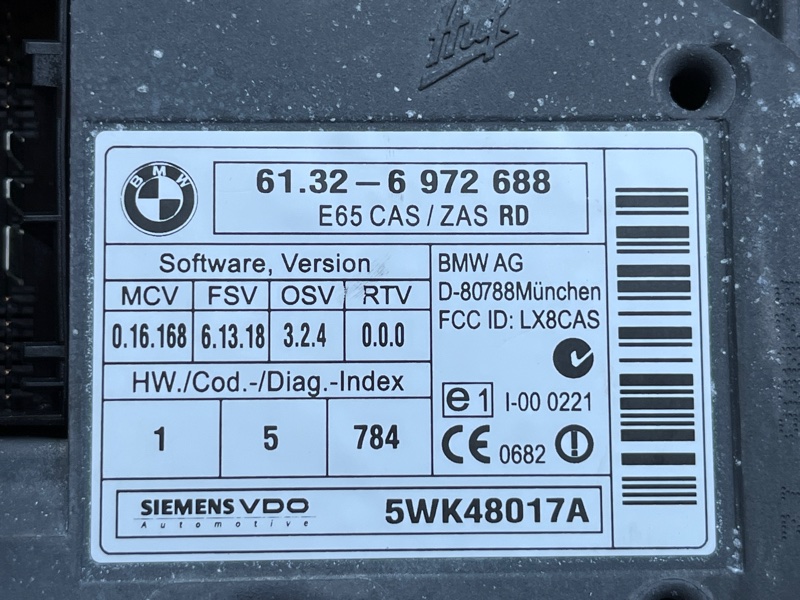 Huf
BMW
61.32-6 972 688
E65 CAS / ZAS RD
Software, Version
MCV FSV OSV RTV
0.16.168 6.13.18 3.2.4 0.0.0
HW./Cod.-/Diag.-Index
1 5 784
BMW AG
D-80788München
FCC ID: LX8CAS
e1 I-00 0221
CE 0682
SIEMENS VDO
Automotive
5WK48017A